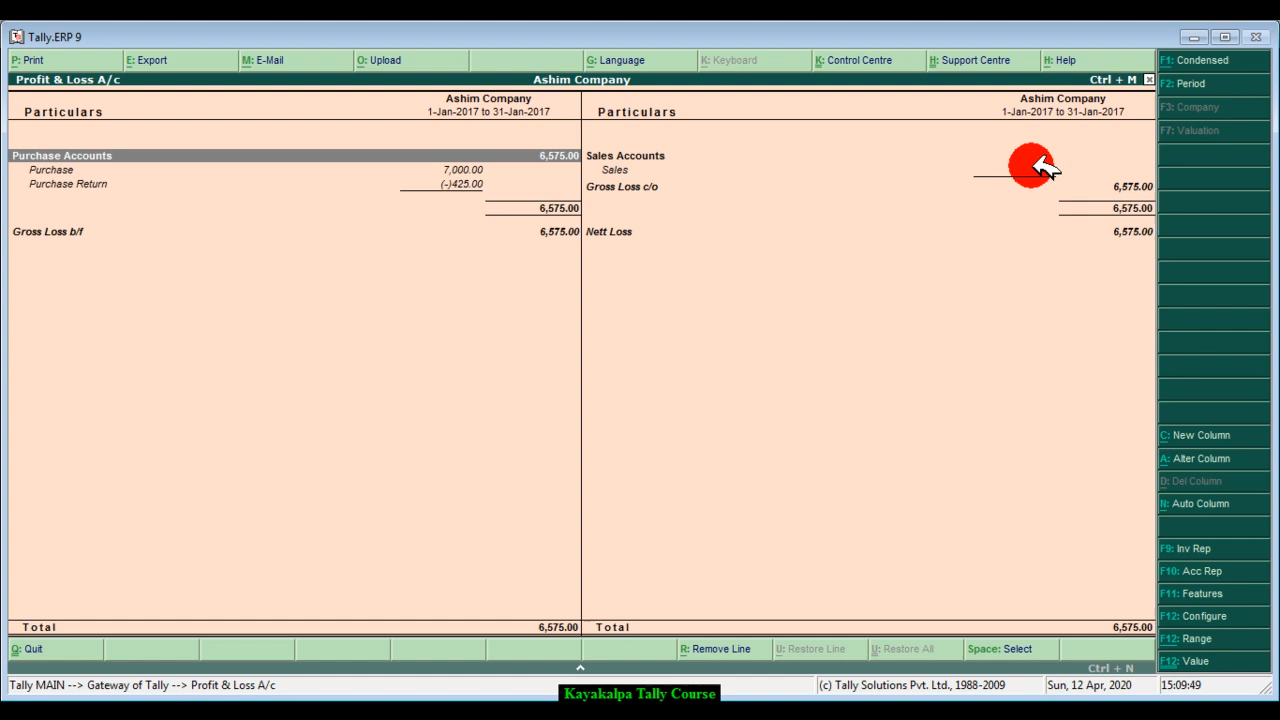 Tally.ERP 9
P: Print E: Export M: E-Mail O: Upload G: Language K: Keyboard K: Control Centre H: Support Centre H: Help
Profit & Loss A/c Ashim Company Ctrl + M
Particulars Ashim Company 1-Jan-2017 to 31-Jan-2017 Particulars Ashim Company 1-Jan-2017 to 31-Jan-2017
Purchase Accounts 6,575.00 Sales Accounts
Purchase 7,000.00 Sales
Purchase Return (-)425.00 Gross Loss c/o 6,575.00
6,575.00 6,575.00
Gross Loss b/f 6,575.00 Nett Loss 6,575.00
Total 6,575.00 Total 6,575.00
Q: Quit R: Remove Line U: Restore Line U: Restore All Space: Select
Ctrl + N
Tally MAIN --> Gateway of Tally --> Profit & Loss A/c (c) Tally Solutions Pvt. Ltd., 1988-2009 Sun, 12 Apr, 2020 15:09:49
Kayakalpa Tally Course
F1: Condensed
F2: Period
F3: Company
F7: Valuation
C: New Column
A: Alter Column
D: Del Column
N: Auto Column
F9: Inv Rep
F10: Acc Rep
F11: Features
F12: Configure
F12: Range
F12: Value